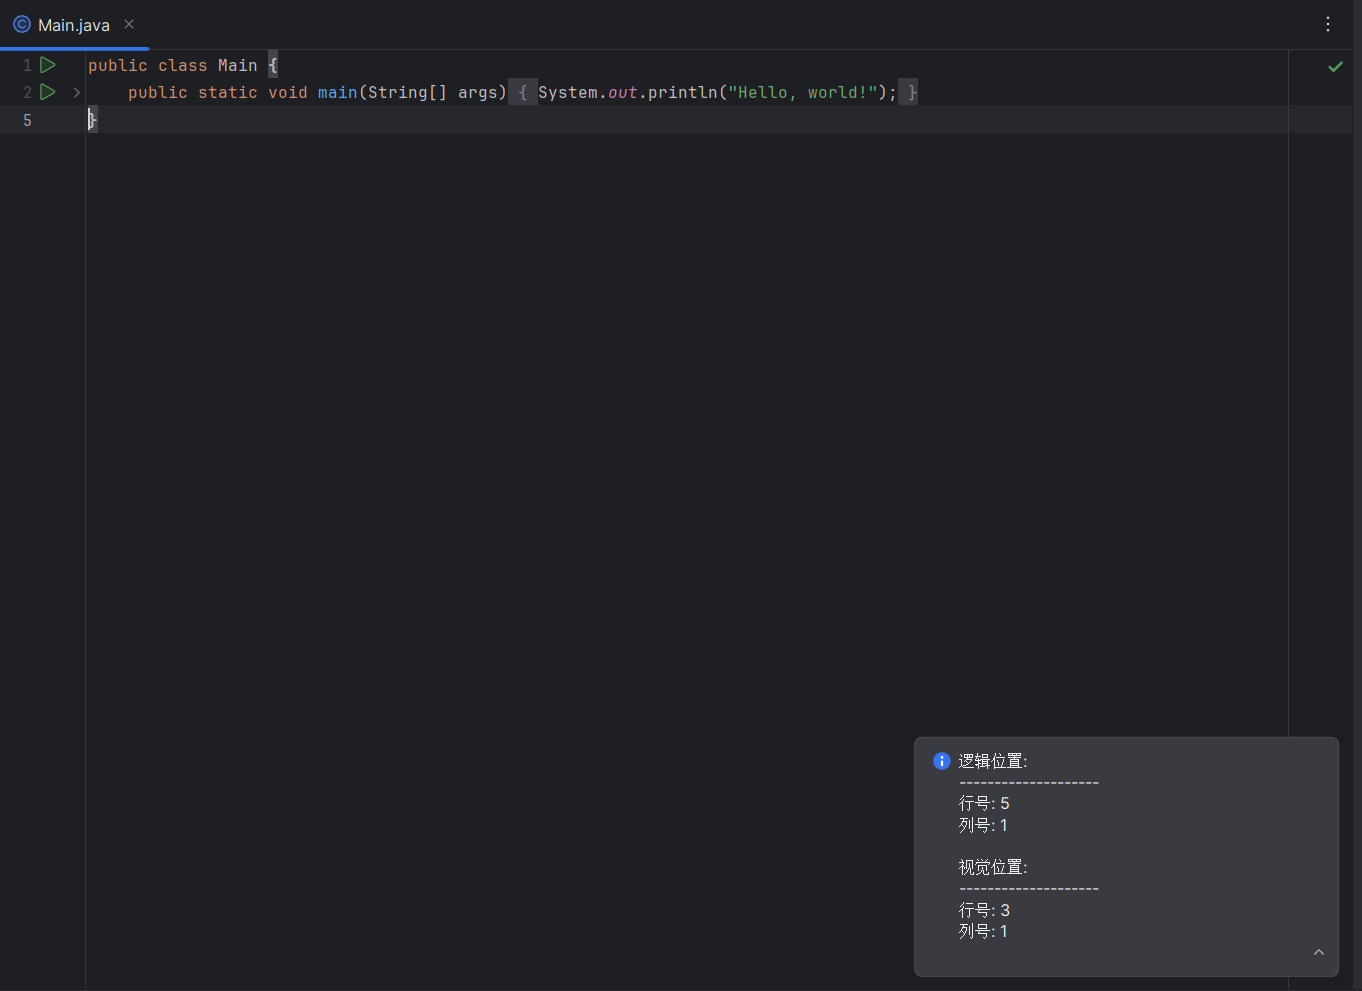 Main.java
1 public class Main {
2 public static void main(String[] args) { System.out.println("Hello, world!"); }
5 }
逻辑位置:
--------------------
行号: 5
列号: 1
视觉位置:
--------------------
行号: 3
列号: 1